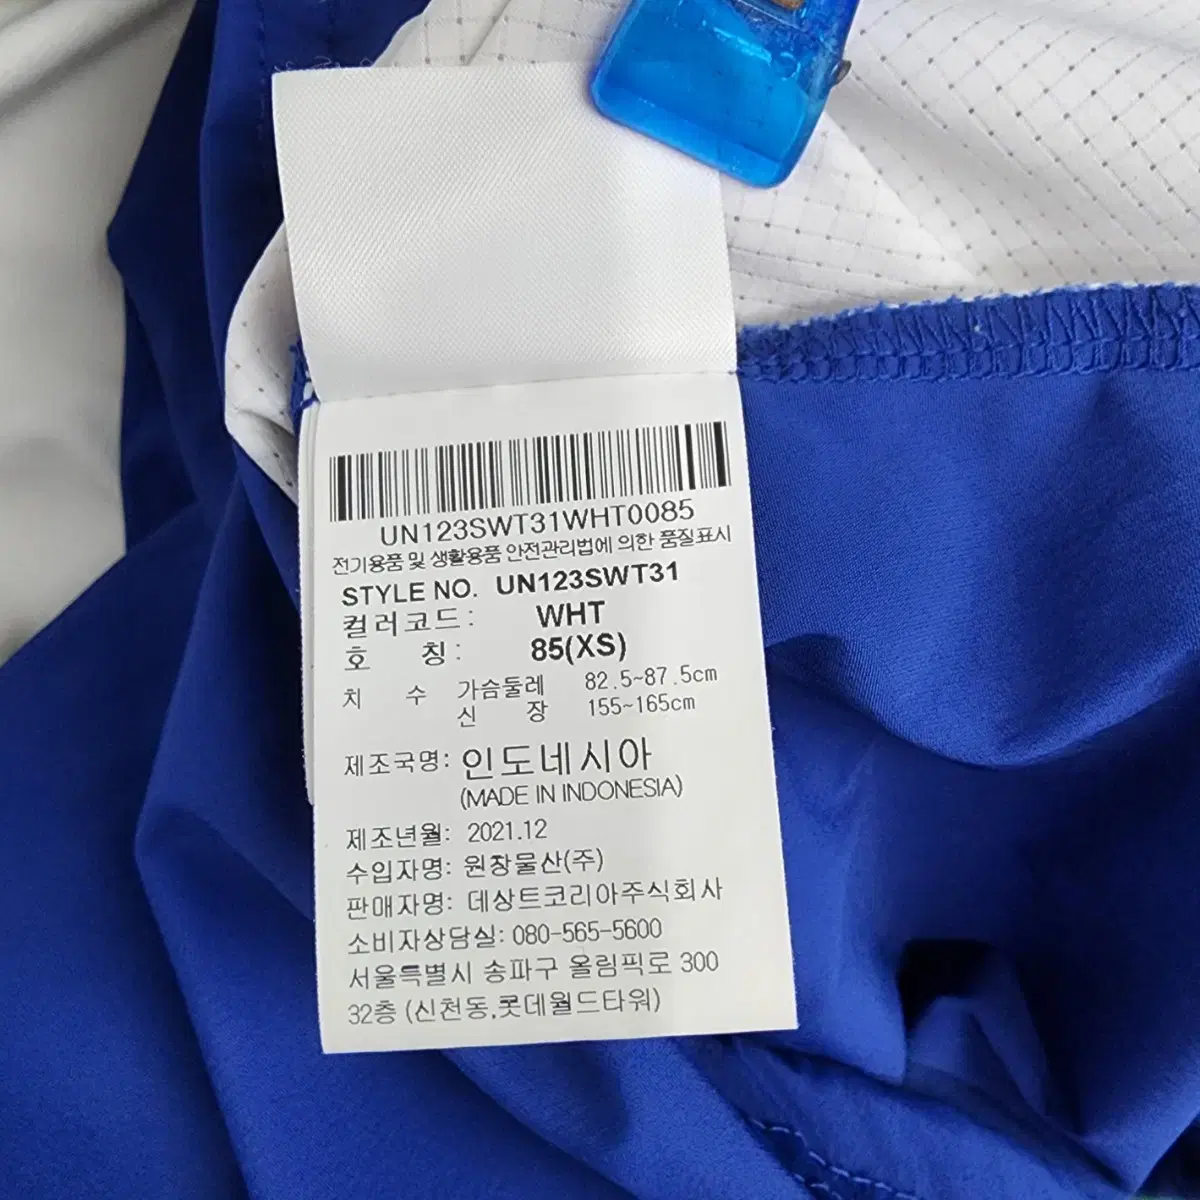 UN123SWT31WHT0085
전기용품 및 생활용품 안전관리법에 의한 품질표시
STYLE NO. UN123SWT31
컬러코드: WHT
호 칭: 85(XS)
치 수 가슴둘레 82.5~87.5cm
신 장 155~165cm
제조국명: 인도네시아
(MADE IN INDONESIA)
제조년월: 2021.12
수입자명: 원창물산(주)
판매자명: 데상트코리아주식회사
소비자상담실: 080-565-5600
서울특별시 송파구 올림픽로 300
32층 (신천동,롯데월드타워)